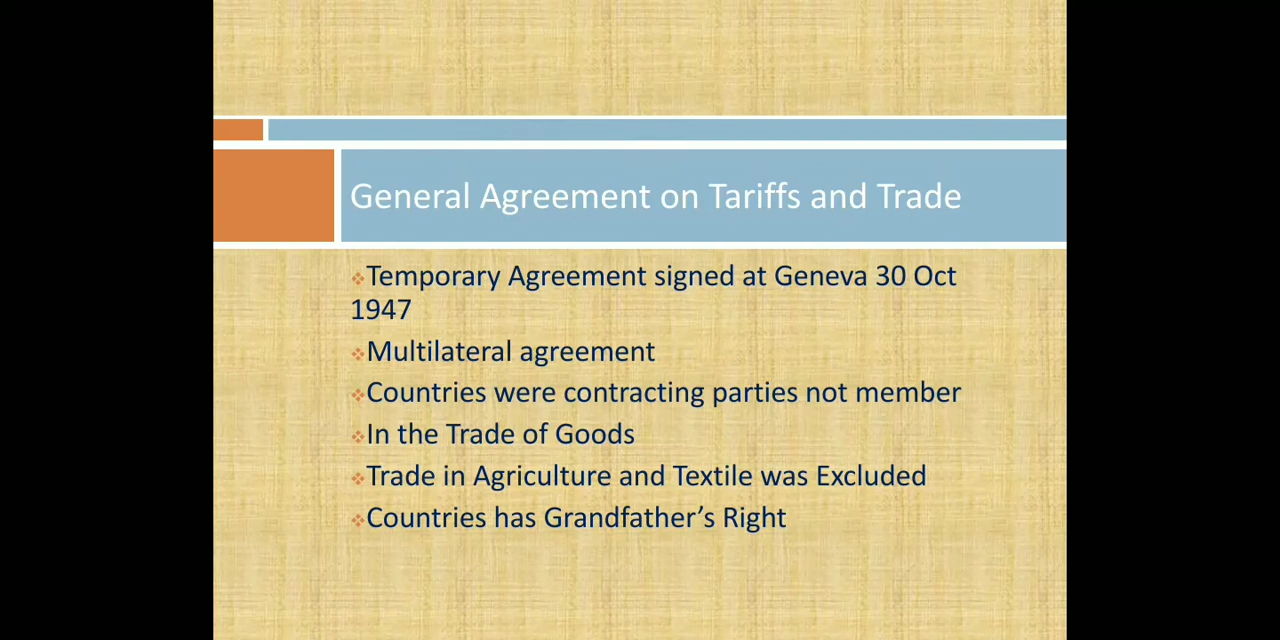 General Agreement on Tariffs and Trade
❖Temporary Agreement signed at Geneva 30 Oct
1947
❖Multilateral agreement
❖Countries were contracting parties not member
❖In the Trade of Goods
❖Trade in Agriculture and Textile was Excluded
❖Countries has Grandfather’s Right